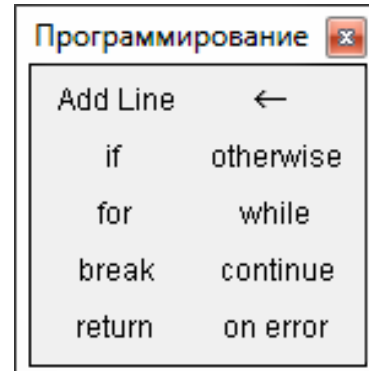 Программирование
Add Line ←
if otherwise
for while
break continue
return on error